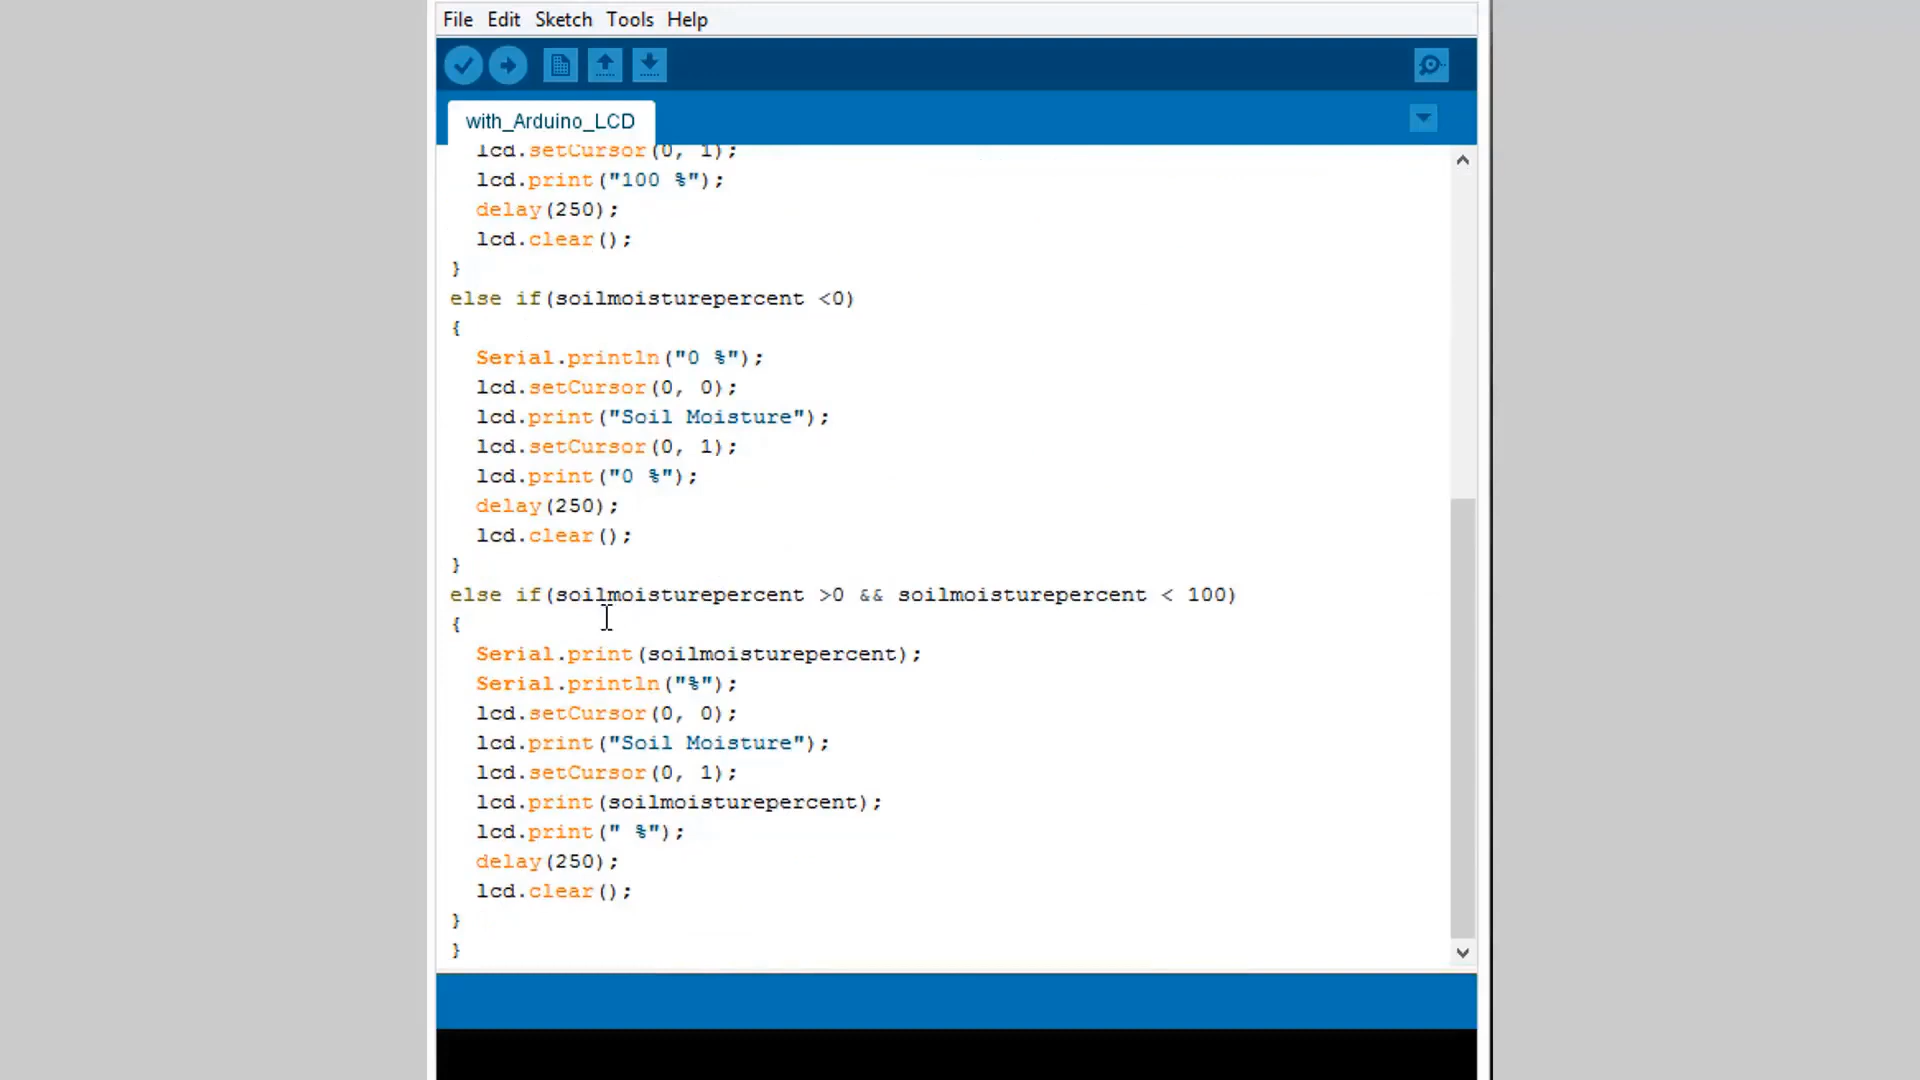 File Edit Sketch Tools Help
with_Arduino_LCD
lcd.setCursor(0, 1);
lcd.print("100 %");
delay(250);
lcd.clear();
}
else if(soilmoisturepercent <0)
{
Serial.println("0 %");
lcd.setCursor(0, 0);
lcd.print("Soil Moisture");
lcd.setCursor(0, 1);
lcd.print("0 %");
delay(250);
lcd.clear();
}
else if(soilmoisturepercent >0 && soilmoisturepercent < 100)
{
Serial.print(soilmoisturepercent);
Serial.println("%");
lcd.setCursor(0, 0);
lcd.print("Soil Moisture");
lcd.setCursor(0, 1);
lcd.print(soilmoisturepercent);
lcd.print(" %");
delay(250);
lcd.clear();
}
}